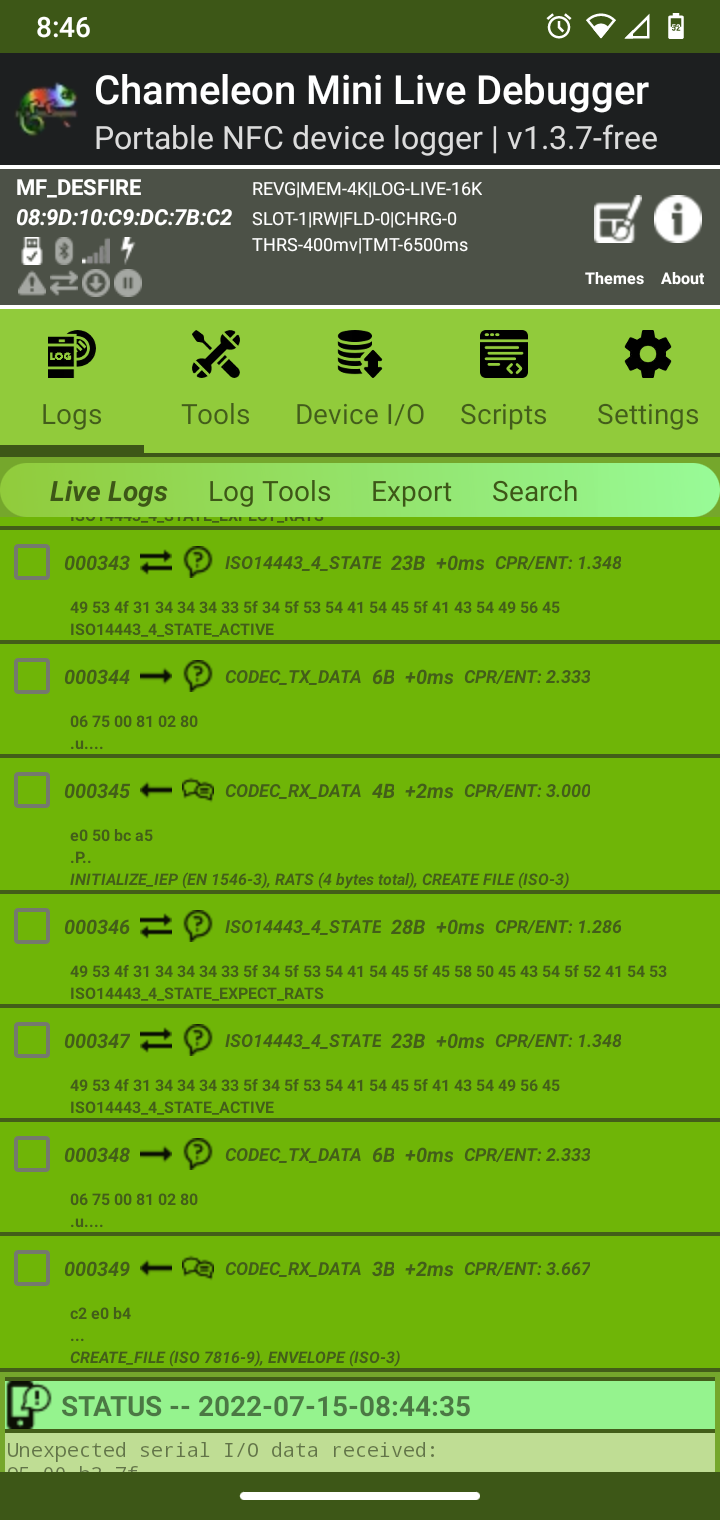 8:46
92
Chameleon Mini Live Debugger
Portable NFC device logger | v1.3.7-free
MF_DESFIRE
08:9D:10:C9:DC:7B:C2
REVG|MEM-4K|LOG-LIVE-16K
SLOT-1|RW|FLD-0|CHRG-0
THRS-400mv|TMT-6500ms
Themes About
LOG
Logs Tools Device I/O Scripts Settings
Live Logs Log Tools Export Search
ISO14443_4_STATE_EXPECT_RATS
000343 ISO14443_4_STATE 23B +0ms CPR/ENT: 1.348
49 53 4f 31 34 34 34 33 5f 34 5f 53 54 41 54 45 5f 41 43 54 49 56 45
ISO14443_4_STATE_ACTIVE
000344 CODEC_TX_DATA 6B +0ms CPR/ENT: 2.333
06 75 00 81 02 80
.u....
000345 CODEC_RX_DATA 4B +2ms CPR/ENT: 3.000
e0 50 bc a5
.P..
INITIALIZE_IEP (EN 1546-3), RATS (4 bytes total), CREATE FILE (ISO-3)
000346 ISO14443_4_STATE 28B +0ms CPR/ENT: 1.286
49 53 4f 31 34 34 34 33 5f 34 5f 53 54 41 54 45 5f 45 58 50 45 43 54 5f 52 41 54 53
ISO14443_4_STATE_EXPECT_RATS
000347 ISO14443_4_STATE 23B +0ms CPR/ENT: 1.348
49 53 4f 31 34 34 34 33 5f 34 5f 53 54 41 54 45 5f 41 43 54 49 56 45
ISO14443_4_STATE_ACTIVE
000348 CODEC_TX_DATA 6B +0ms CPR/ENT: 2.333
06 75 00 81 02 80
.u....
000349 CODEC_RX_DATA 3B +2ms CPR/ENT: 3.667
c2 e0 b4
...
CREATE_FILE (ISO 7816-9), ENVELOPE (ISO-3)
STATUS -- 2022-07-15-08:44:35
Unexpected serial I/O data received: